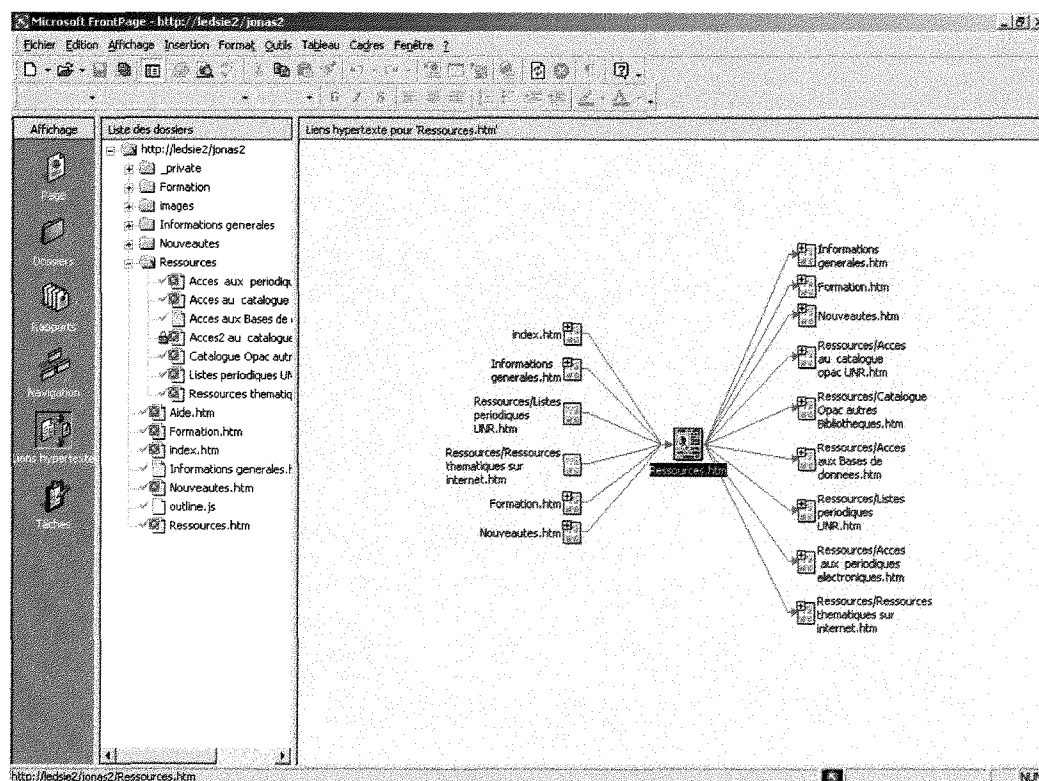 Microsoft FrontPage - http://ledsie2/jonas2
Fichier Edition Affichage Insertion Format Outils Tableau Cadres Fenêtre ?
G I S
Affichage
Liste des dossiers
Liens hypertexte pour 'Ressources.htm'
Page
Dossiers
Rapports
Navigation
Liens hypertexte
Tâches
http://ledsie2/jonas2
_private
Formation
images
Informations generales
Nouveautes
Ressources
Acces aux periodiq
Acces au catalogue
Acces aux Bases de
Acces2 au catalogue
Catalogue Opac autr
Listes periodiques UN
Ressources thematiq
Aide.htm
Formation.htm
index.htm
Informations generales.h
Nouveautes.htm
outline.js
Ressources.htm
index.htm
Informations
generales.htm
Ressources/Listes
periodiques
UNR.htm
Ressources/Ressources
thematiques sur
internet.htm
Formation.htm
Nouveautes.htm
Ressources.htm
Informations
generales.htm
Formation.htm
Nouveautes.htm
Ressources/Acces
au catalogue
opac UNR.htm
Ressources/Catalogue
Opac autres
Bibliotheques.htm
Ressources/Acces
aux Bases de
donnees.htm
Ressources/Listes
periodiques
UNR.htm
Ressources/Acces
aux periodiques
electroniques.htm
Ressources/Ressources
thematiques sur
internet.htm
http://ledsie2/jonas2/Ressources.htm
NUM